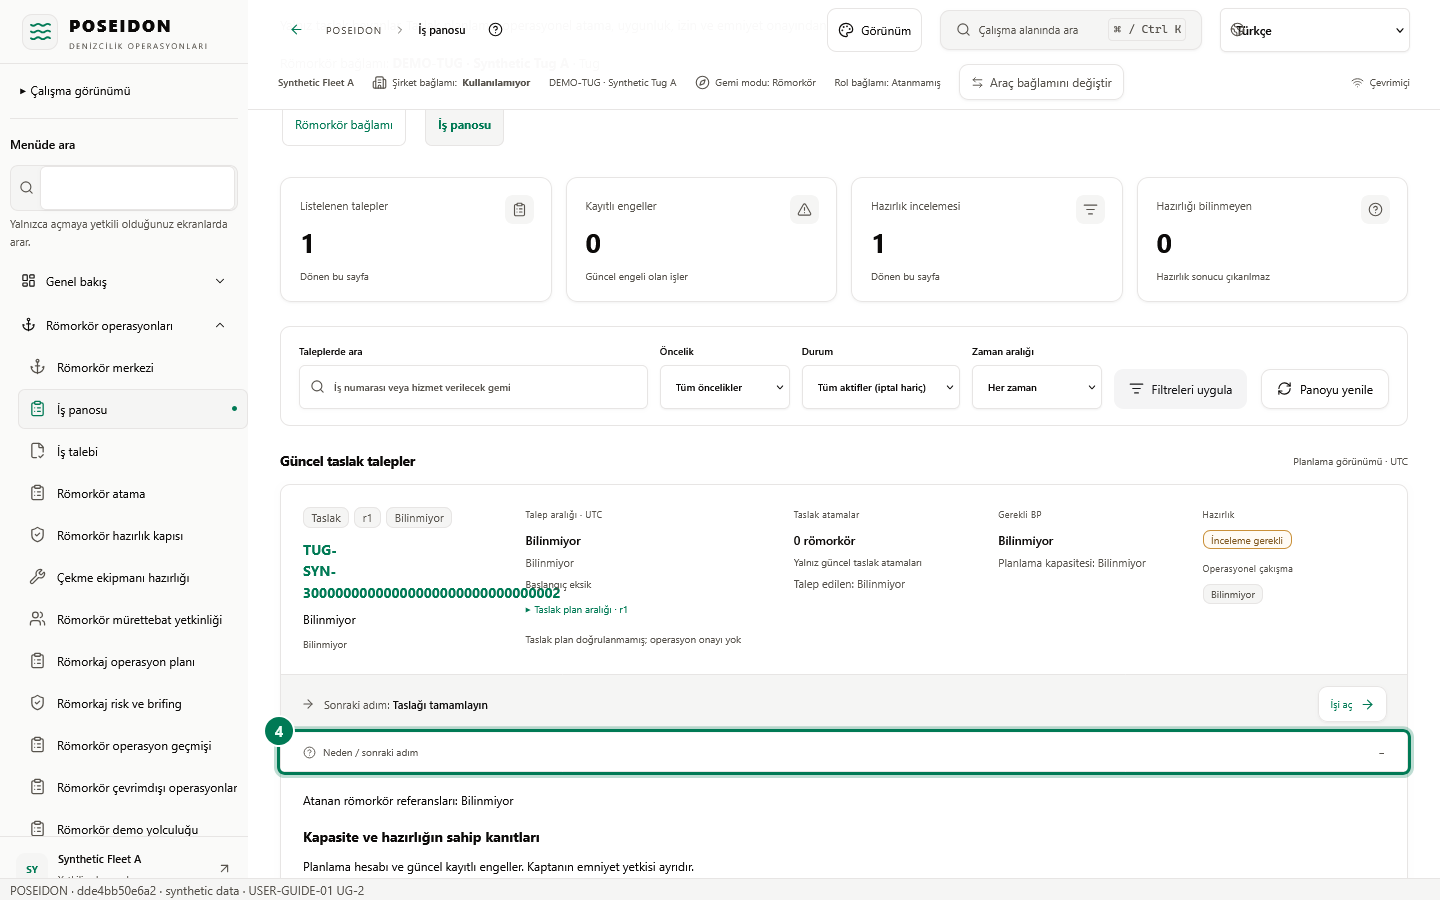 POSEIDON
DENİZCİLİK OPERASYONLARI
▸ Çalışma görünümü
Menüde ara
Yalnızca açmaya yetkili olduğunuz ekranlarda
arar.
Genel bakış
Römorkör operasyonları
Römorkör merkezi
İş panosu
İş talebi
Römorkör atama
Römorkör hazırlık kapısı
Çekme ekipmanı hazırlığı
Römorkör mürettebat yetkinliği
Römorkaj operasyon planı
Römorkaj risk ve brifing
Römorkör operasyon geçmişi
Römorkör çevrimdışı operasyonlar
Römorkör demo yolculuğu
SY
Synthetic Fleet A
POSEIDON
İş panosu
Görünüm
Çalışma alanında ara
⌘ / Ctrl K
Türkçe
Synthetic Fleet A
Şirket bağlamı: Kullanılamıyor
DEMO-TUG · Synthetic Tug A
Gemi modu: Römorkör
Rol bağlamı: Atanmamış
Araç bağlamını değiştir
Çevrimiçi
Römorkör bağlamı
İş panosu
Listelenen talepler
1
Dönen bu sayfa
Kayıtlı engeller
0
Güncel engeli olan işler
Hazırlık incelemesi
1
Dönen bu sayfa
Hazırlığı bilinmeyen
0
Hazırlık sonucu çıkarılmaz
Taleplerde ara
İş numarası veya hizmet verilecek gemi
Öncelik
Tüm öncelikler
Durum
Tüm aktifler (iptal hariç)
Zaman aralığı
Her zaman
Filtreleri uygula
Panoyu yenile
Güncel taslak talepler
Planlama görünümü · UTC
Taslak
r1
Bilinmiyor
TUG-
SYN-
30000000000000000000000000000002
Bilinmiyor
Bilinmiyor
Talep aralığı · UTC
Bilinmiyor
Bilinmiyor
Başlangıç eksik
▸ Taslak plan aralığı · r1
Taslak plan doğrulanmamış; operasyon onayı yok
Taslak atamalar
0 römorkör
Yalnız güncel taslak atamaları
Talep edilen: Bilinmiyor
Gerekli BP
Bilinmiyor
Planlama kapasitesi: Bilinmiyor
Hazırlık
İnceleme gerekli
Operasyonel çakışma
Bilinmiyor
Sonraki adım: Taslağı tamamlayın
İşi aç
4
Neden / sonraki adım
–
Atanan römorkör referansları: Bilinmiyor
Kapasite ve hazırlığın sahip kanıtları
Planlama hesabı ve güncel kayıtlı engeller. Kaptanın emniyet yetkisi ayrıdır.
POSEIDON · dde4bb50e6a2 · synthetic data · USER-GUIDE-01 UG-2